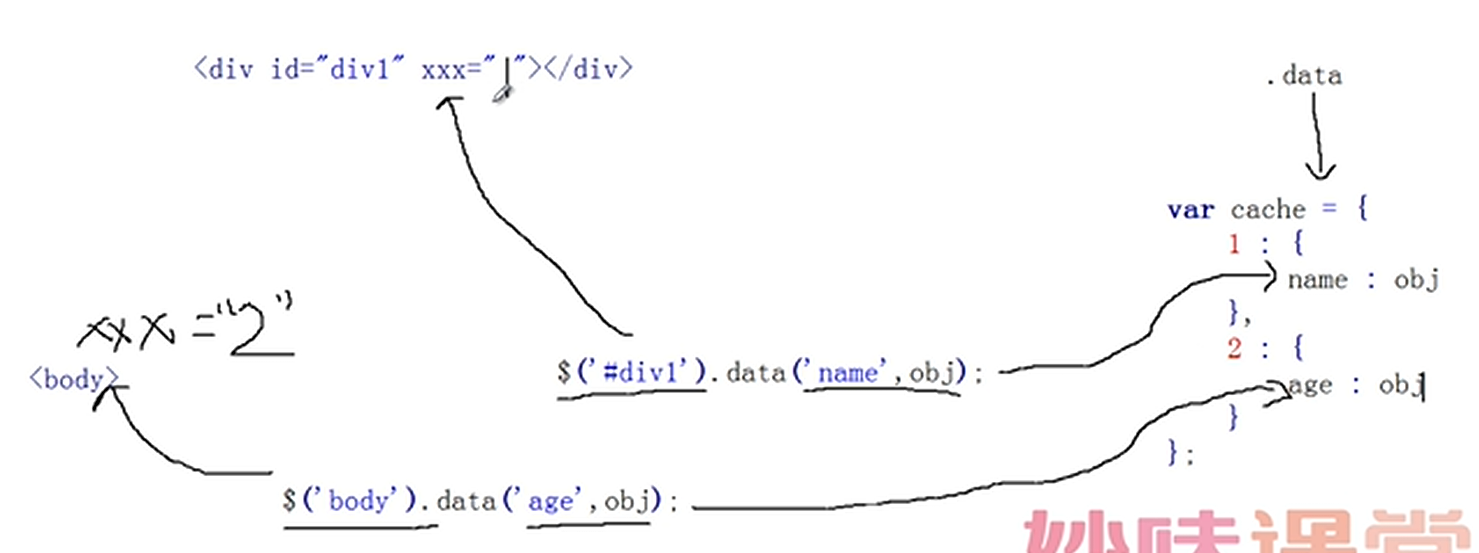 <div id="div1" xxx="1"></div>
.data
var cache = {
1 : {
name : obj
},
2 : {
age : obj
}
};
xxx="2"
<body>
$('#div1').data('name',obj);
$('body').data('age',obj);
妙味课堂